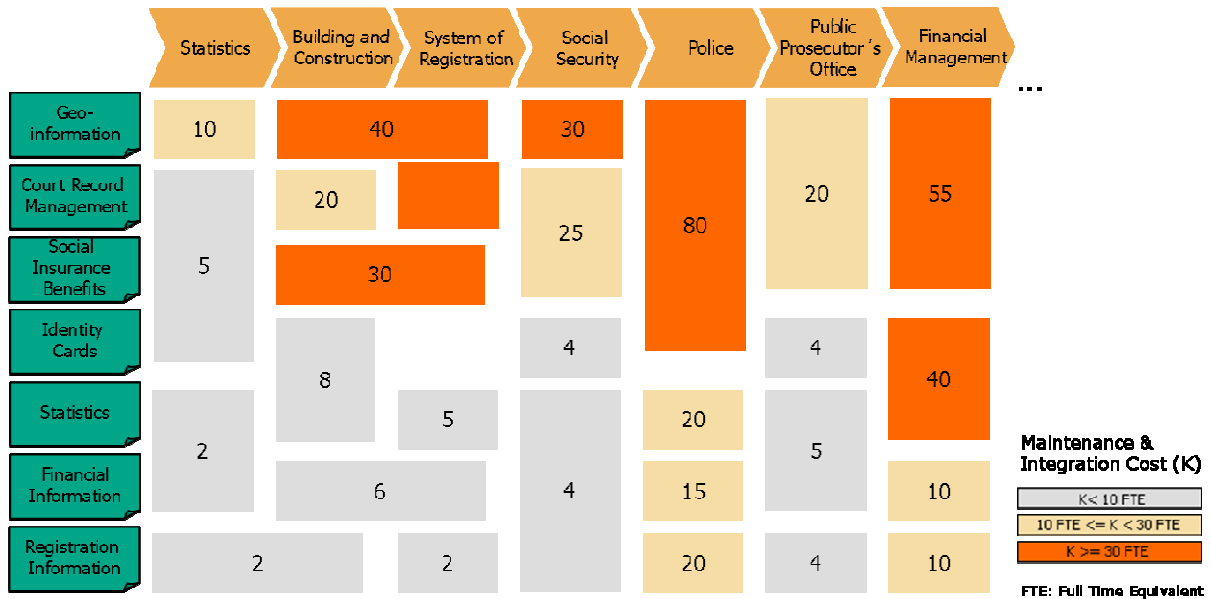 Statistics
Building and
Construction
System of
Registration
Social
Security
Police
Public
Prosecutor´s
Office
Financial
Management
...
Geo-
information
10
40
30
80
20
55
Court Record
Management
20
25
Social
Insurance
Benefits
5
30
Identity
Cards
8
4
4
40
Statistics
2
5
20
5
Financial
Information
6
4
15
10
Registration
Information
2
2
20
4
10
Maintenance &
Integration Cost (K)
K< 10 FTE
10 FTE <= K < 30 FTE
K >= 30 FTE
FTE: Full Time Equivalent